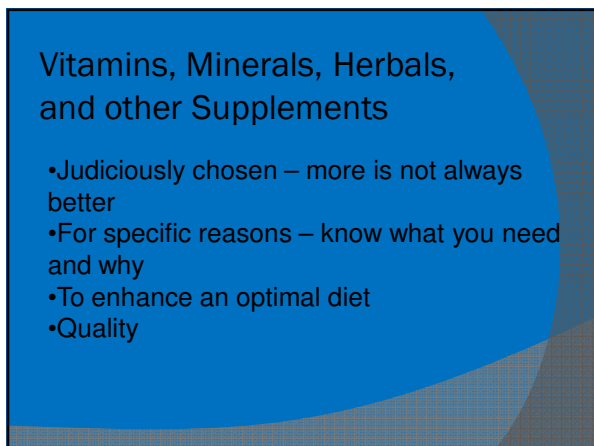 Vitamins, Minerals, Herbals,
and other Supplements
•Judiciously chosen – more is not always
better
•For specific reasons – know what you need
and why
•To enhance an optimal diet
•Quality